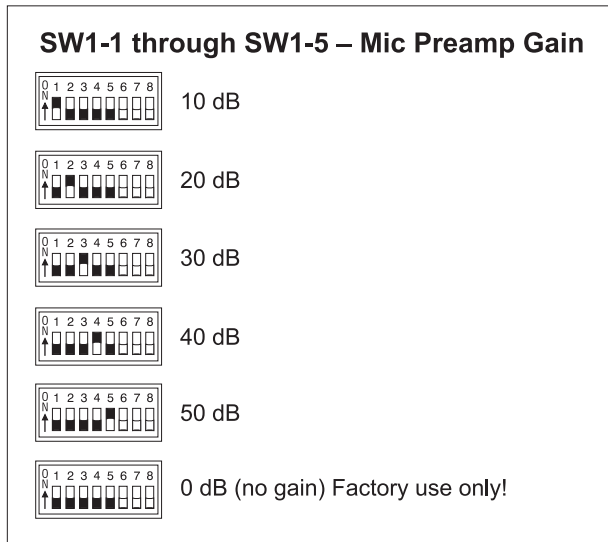 SW1-1 through SW1-5 – Mic Preamp Gain
ON 1 2 3 4 5 6 7 8
10 dB
ON 1 2 3 4 5 6 7 8
20 dB
ON 1 2 3 4 5 6 7 8
30 dB
ON 1 2 3 4 5 6 7 8
40 dB
ON 1 2 3 4 5 6 7 8
50 dB
ON 1 2 3 4 5 6 7 8
0 dB (no gain) Factory use only!